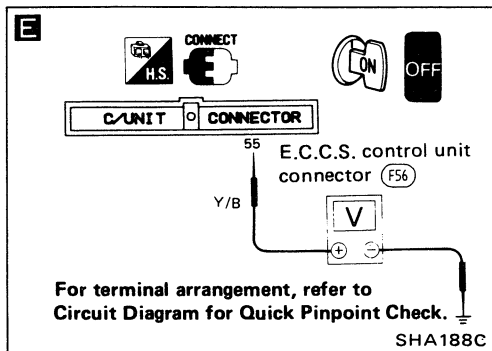 E
CONNECT
H.S.
ON
OFF
C/UNIT
CONNECTOR
55
E.C.C.S. control unit
connector F56
Y/B
V
+
−
For terminal arrangement, refer to
Circuit Diagram for Quick Pinpoint Check.
SHA188C